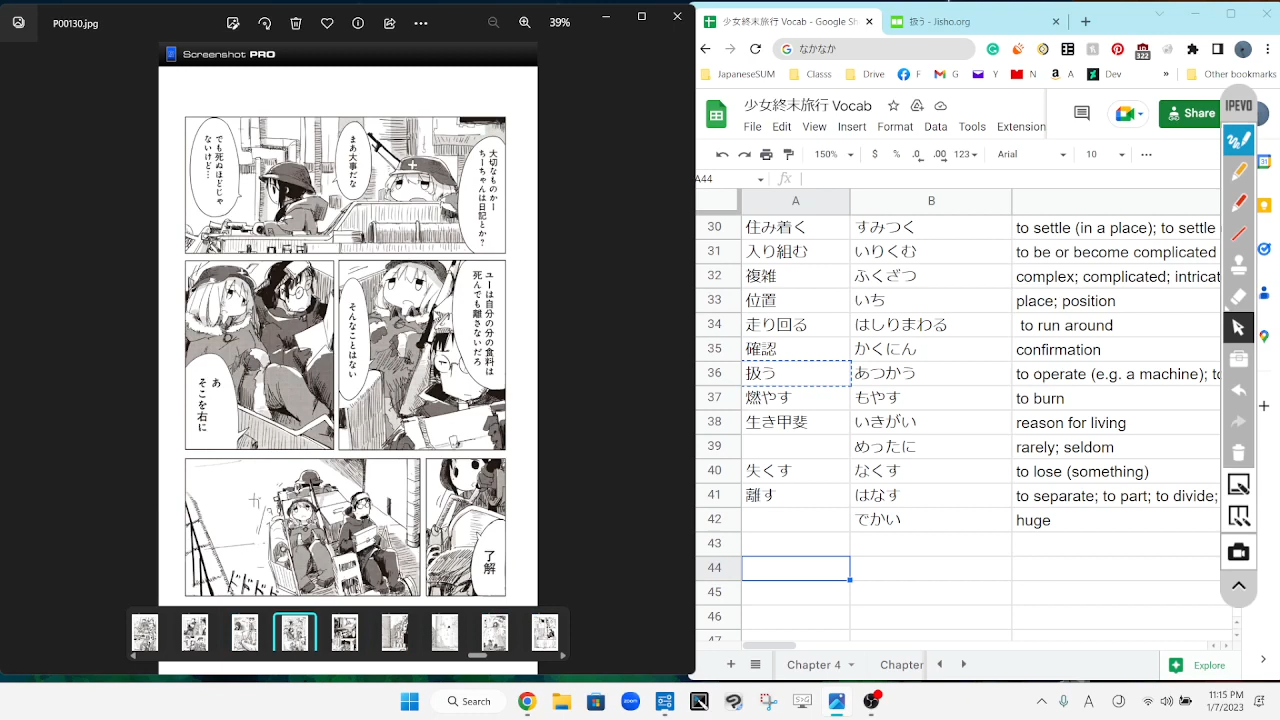 P00130.jpg
39%
Screenshot PRO
大切なものかー
ちーちゃんは日記とか？
まあ大事だな
でも死ぬほどじゃ
ないけど…
ユーは自分の分の食料は
死んでも離さないだろ
そんなことはない
あ
そこを右に
了解
ガ
ドドドド
少女終末旅行 Vocab - Google Sh
扱う - Jisho.org
なかなか
322
JapaneseSUM
Classs
Drive
F
G
Y
N
A
Dev
»
Other bookmarks
少女終末旅行 Vocab
Share
File Edit View Insert Format Data Tools Extension
150% $ % .0 .00 123 Arial 10
A44
fx
A B
30 住み着く すみつく to settle (in a place); to settle
31 入り組む いりくむ to be or become complicated
32 複雑 ふくざつ complex; complicated; intricat
33 位置 いち place; position
34 走り回る はしりまわる to run around
35 確認 かくにん confirmation
36 扱う あつかう to operate (e.g. a machine); to
37 燃やす もやす to burn
38 生き甲斐 いきがい reason for living
39 めったに rarely; seldom
40 失くす なくす to lose (something)
41 離す はなす to separate; to part; to divide;
42 でかい huge
43
44
45
46
47
Chapter 4
Chapter
Explore
IPEVO
31
Search
zoom
A
11:15 PM
1/7/2023